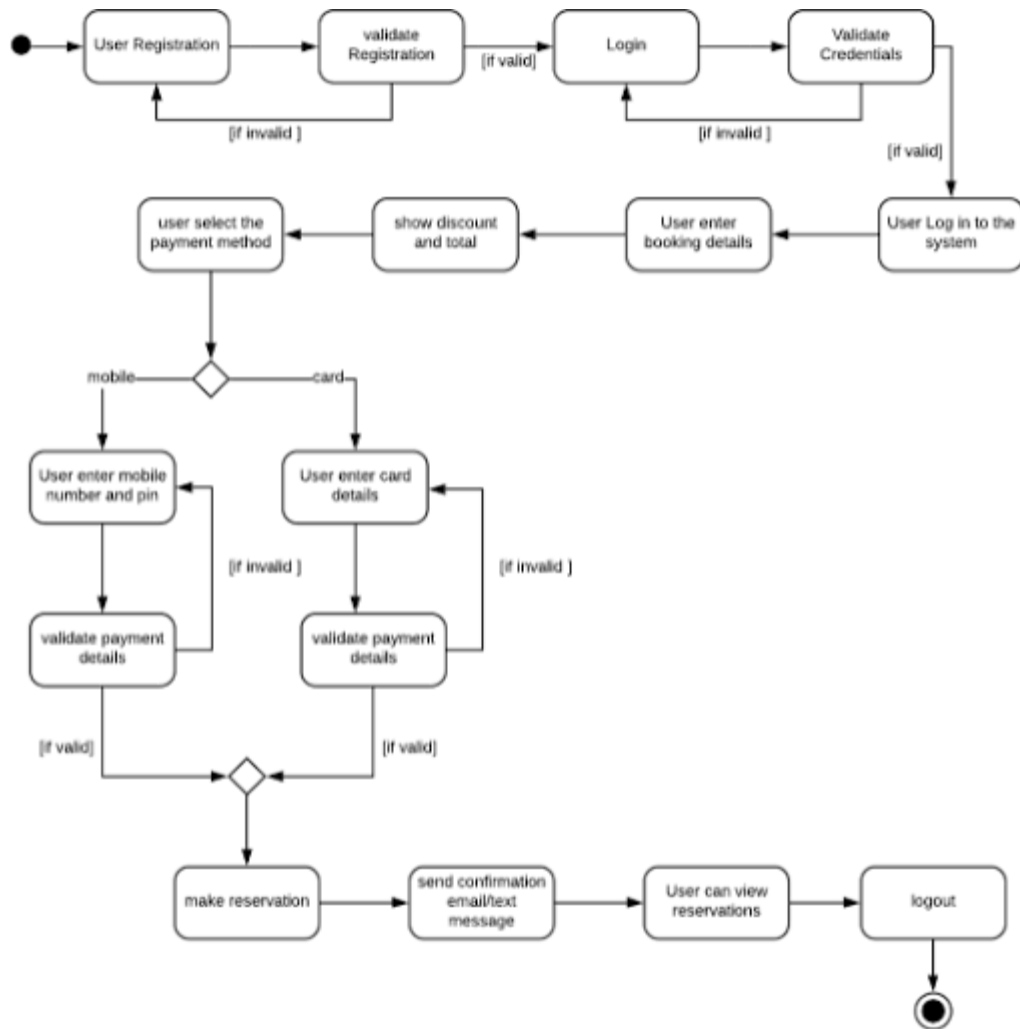 User Registration
validate
Registration
[if valid]
Login
Validate
Credentials
[if invalid ]
[if invalid ]
[if valid]
user select the
payment method
show discount
and total
User enter
booking details
User Log in to the
system
mobile
card
User enter mobile
number and pin
User enter card
details
[if invalid ]
[if invalid ]
validate payment
details
validate payment
details
[if valid]
[if valid]
make reservation
send confirmation
email/text
message
User can view
reservations
logout